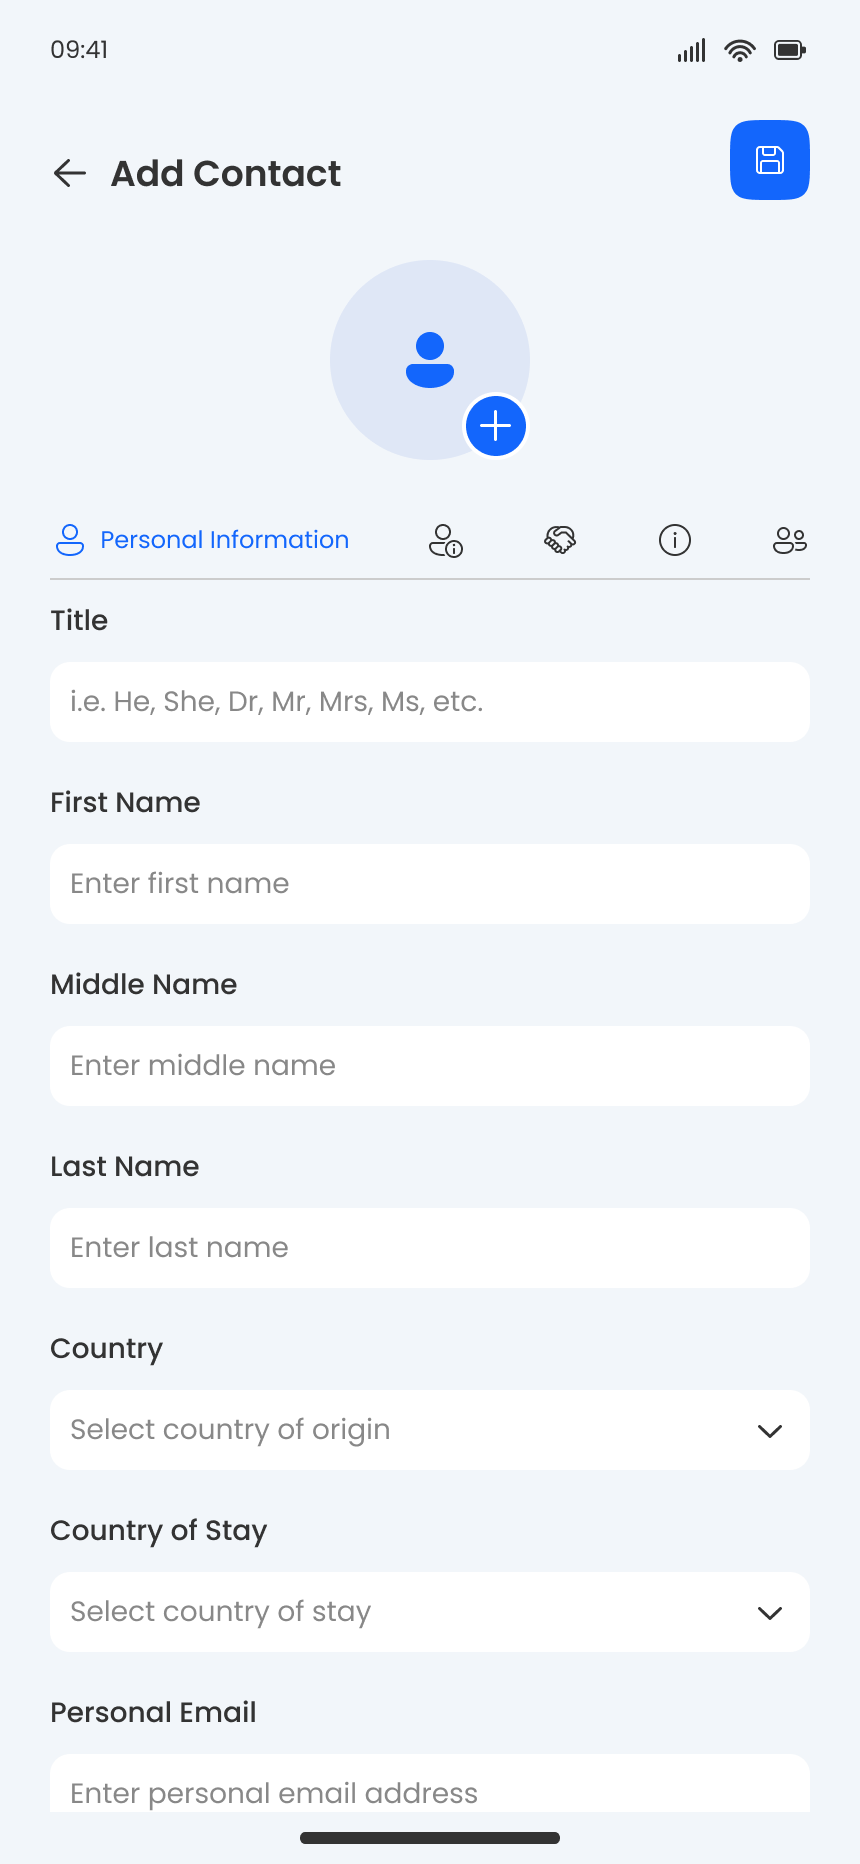 09:41
Add Contact
Personal Information
Title
i.e. He, She, Dr, Mr, Mrs, Ms, etc.
First Name
Enter first name
Middle Name
Enter middle name
Last Name
Enter last name
Country
Select country of origin
Country of Stay
Select country of stay
Personal Email
Enter personal email address